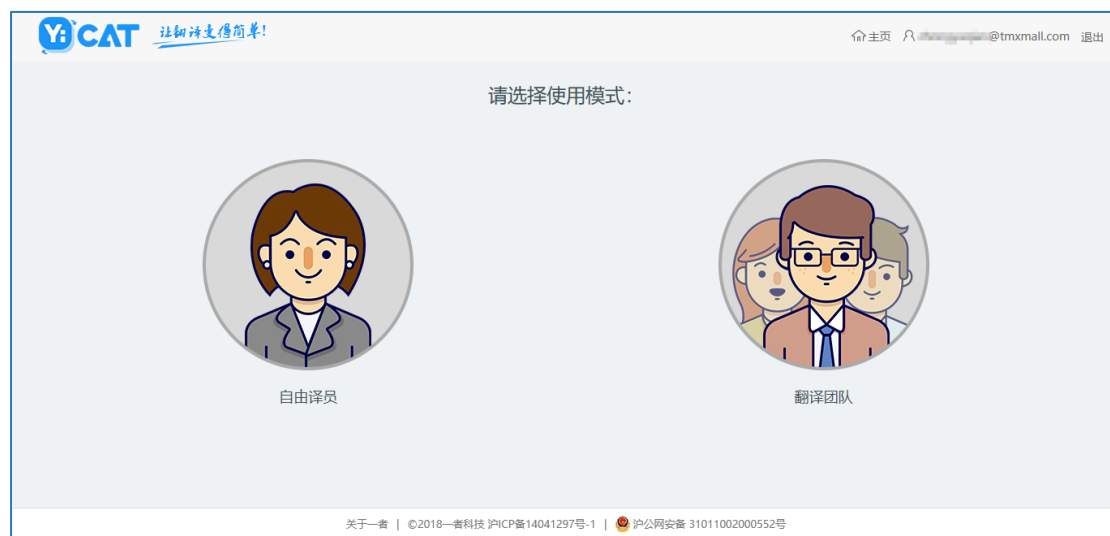 Yi CAT 让翻译变得简单!
主页 @tmxmall.com 退出
请选择使用模式:
自由译员 翻译团队
关于一者 | ©2018一者科技 沪ICP备14041297号-1 | 沪公网安备 31011002000552号